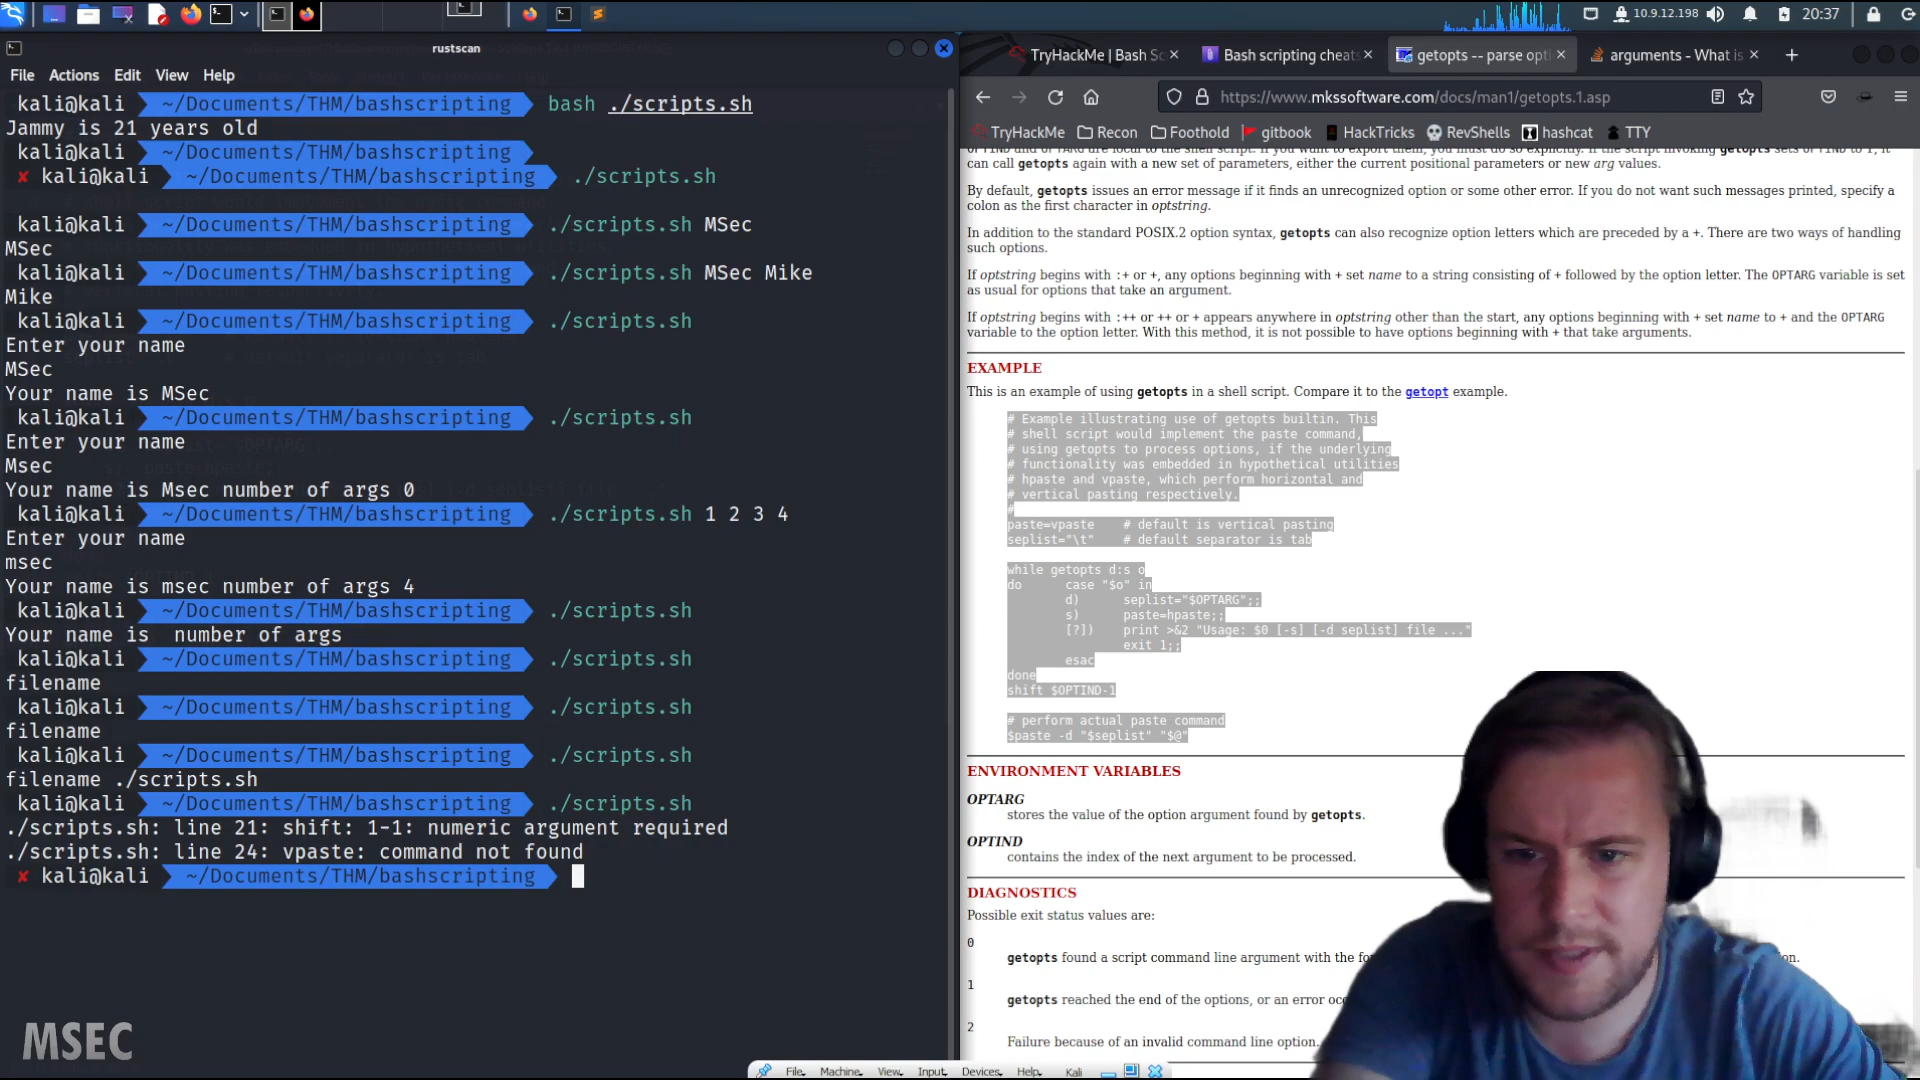 10.9.12.198
20:37
rustscan
File Actions Edit View Help
kali@kali ~/Documents/THM/bashscripting bash ./scripts.sh
Jammy is 21 years old
kali@kali ~/Documents/THM/bashscripting
✘ kali@kali ~/Documents/THM/bashscripting ./scripts.sh
kali@kali ~/Documents/THM/bashscripting ./scripts.sh MSec
MSec
kali@kali ~/Documents/THM/bashscripting ./scripts.sh MSec Mike
Mike
kali@kali ~/Documents/THM/bashscripting ./scripts.sh
Enter your name
MSec
Your name is MSec
kali@kali ~/Documents/THM/bashscripting ./scripts.sh
Enter your name
Msec
Your name is Msec number of args 0
kali@kali ~/Documents/THM/bashscripting ./scripts.sh 1 2 3 4
Enter your name
msec
Your name is msec number of args 4
kali@kali ~/Documents/THM/bashscripting ./scripts.sh
Your name is  number of args
kali@kali ~/Documents/THM/bashscripting ./scripts.sh
filename
kali@kali ~/Documents/THM/bashscripting ./scripts.sh
filename
kali@kali ~/Documents/THM/bashscripting ./scripts.sh
filename ./scripts.sh
kali@kali ~/Documents/THM/bashscripting ./scripts.sh
./scripts.sh: line 21: shift: 1-1: numeric argument required
./scripts.sh: line 24: vpaste: command not found
✘ kali@kali ~/Documents/THM/bashscripting
MSEC
TryHackMe | Bash Sc
Bash scripting cheats
getopts -- parse opti
arguments - What is
https://www.mkssoftware.com/docs/man1/getopts.1.asp
TryHackMe Recon Foothold gitbook HackTricks RevShells hashcat TTY
can call getopts again with a new set of parameters, either the current positional parameters or new arg values.
By default, getopts issues an error message if it finds an unrecognized option or some other error. If you do not want such messages printed, specify a
colon as the first character in optstring.
In addition to the standard POSIX.2 option syntax, getopts can also recognize option letters which are preceded by a +. There are two ways of handling
such options.
If optstring begins with :+ or +, any options beginning with + set name to a string consisting of + followed by the option letter. The OPTARG variable is set
as usual for options that take an argument.
If optstring begins with :++ or ++ or + appears anywhere in optstring other than the start, any options beginning with + set name to + and the OPTARG
variable to the option letter. With this method, it is not possible to have options beginning with + that take arguments.
EXAMPLE
This is an example of using getopts in a shell script. Compare it to the getopt example.
# Example illustrating use of getopts builtin. This
# shell script would implement the paste command,
# using getopts to process options, if the underlying
# functionality was embedded in hypothetical utilities
# hpaste and vpaste, which perform horizontal and
# vertical pasting respectively.
#
paste=vpaste # default is vertical pasting
seplist="\t" # default separator is tab
while getopts d:s o
do case "$o" in
d) seplist="$OPTARG";;
s) paste=hpaste;;
[?]) print >&2 "Usage: $0 [-s] [-d seplist] file ..."
exit 1;;
esac
done
shift $OPTIND-1
# perform actual paste command
$paste -d "$seplist" "$@"
ENVIRONMENT VARIABLES
OPTARG
stores the value of the option argument found by getopts.
OPTIND
contains the index of the next argument to be processed.
DIAGNOSTICS
Possible exit status values are:
0
getopts found a script command line argument with the
1
getopts reached the end of the options, or an error
2
Failure because of an invalid command line option.
File Machine View Input Devices Help Kali